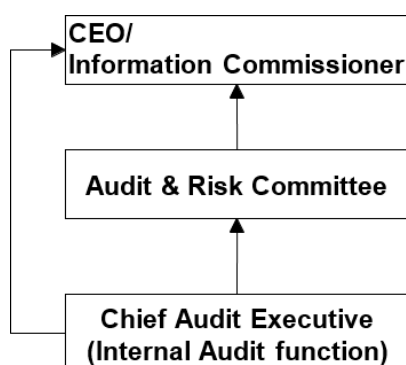 CEO/
Information Commissioner
Audit & Risk Committee
Chief Audit Executive
(Internal Audit function)